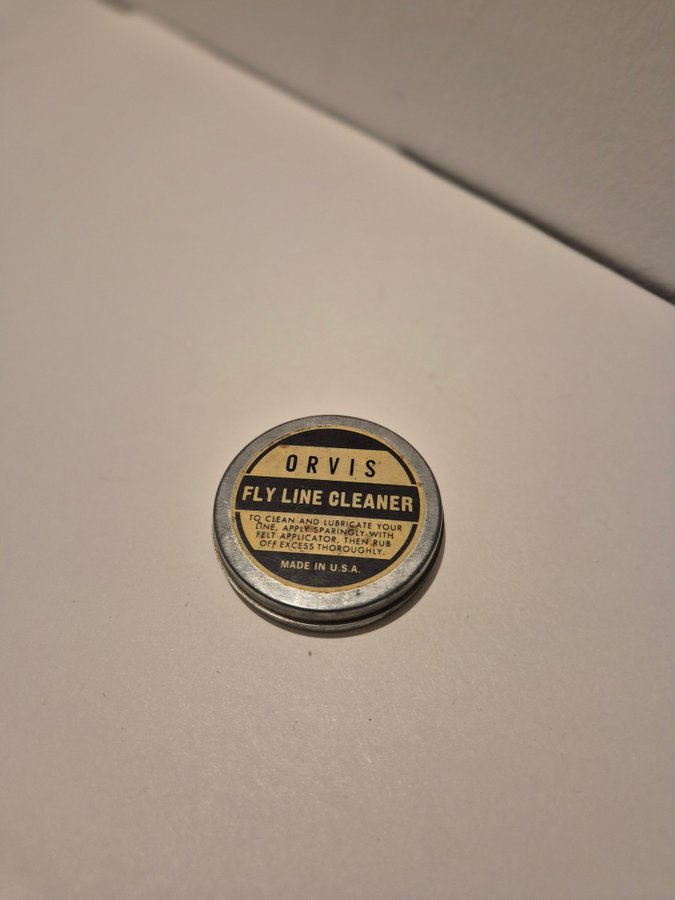 ORVIS
FLY LINE CLEANER
TO CLEAN AND LUBRICATE YOUR
LINE, APPLY SPARINGLY WITH
FELT APPLICATOR, THEN RUB
OFF EXCESS THOROUGHLY.
MADE IN U.S.A.